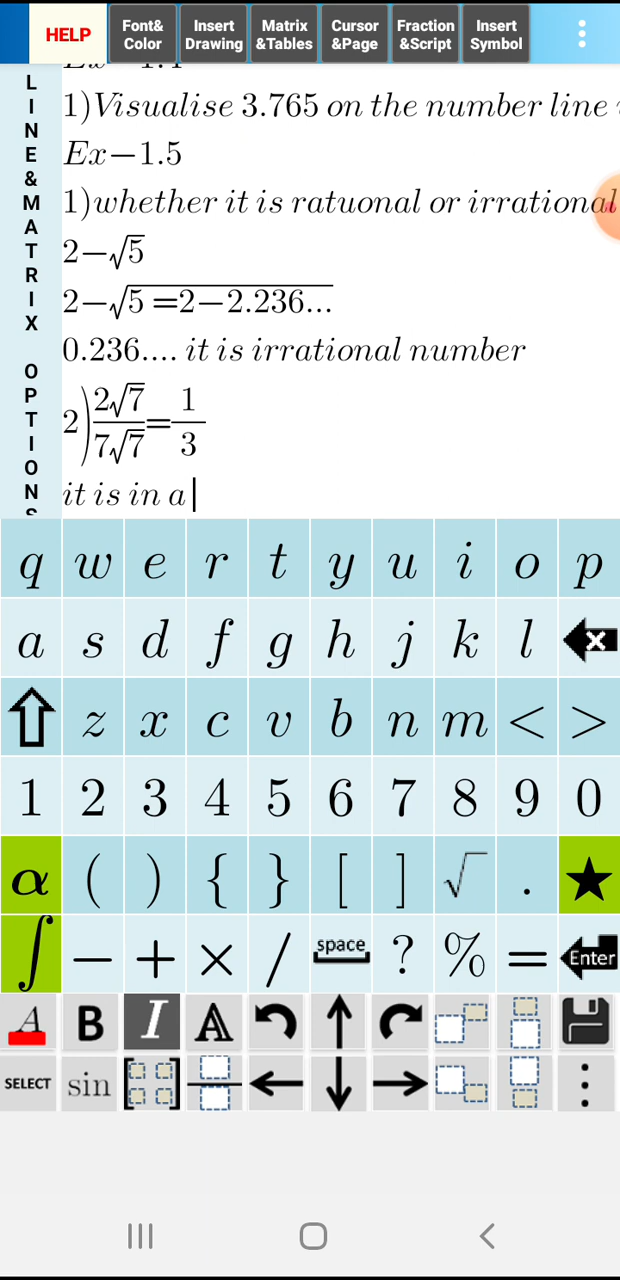 HELP
Font& Color
Insert Drawing
Matrix &Tables
Cursor &Page
Fraction &Script
Insert Symbol
LINE&MATRIX OPTIONS
1)Visualise 3.765 on the number line
Ex−1.5
1)whether it is ratuonal or irrational
2−√5
2−√5 =2−2.236...
0.236.... it is irrational number
2) 2√7/7√7 = 1/3
it is in a
q w e r t y u i o p
a s d f g h j k l
z x c v b n m < >
1 2 3 4 5 6 7 8 9 0
α ( ) { } [ ] √ . ★
∫ − + × / space ? % = Enter
A B I A
SELECT sin